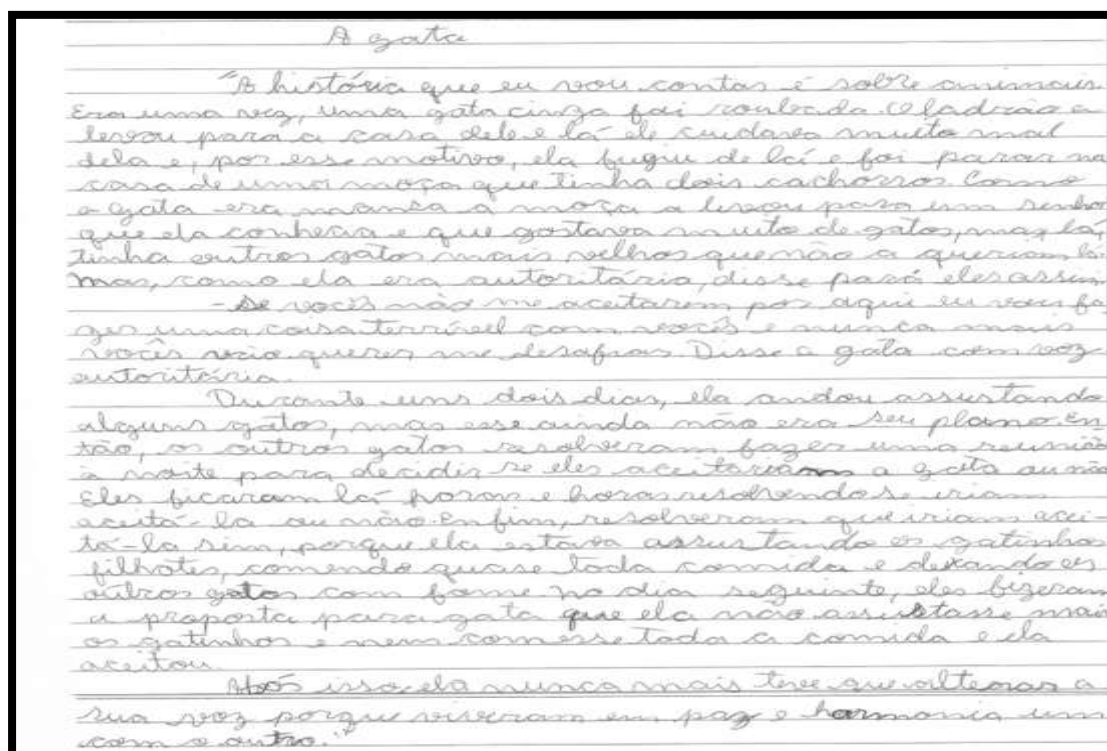 A gata
"A história que eu vou contar é sobre animais.
Era uma vez, uma gata cinza foi roubada. O ladrão a
levou para a casa dele e lá ele cuidava muito mal
dela e, por esse motivo, ela fugiu de lá e foi parar na
casa de uma moça que tinha dois cachorros. Como
a gata era mansa a moça a levou para um senhor
que ela conhecia e que gostava muito de gatos, mas lá,
tinha outros gatos mais velhos que não a queriam lá.
Mas, como ela era autoritária, disse para eles assim
- Se vocês não me aceitarem por aqui eu vou fa
zer uma coisa terrível com vocês e nunca mais
vocês vão querer me desafiar. Disse a gata com voz
autoritária.
Durante uns dois dias, ela andou assustando
alguns gatos, mas esse ainda não era seu plano. En
tão, os outros gatos resolveram fazer uma reunião
à noite para decidir se eles aceitariam a gata ou não
Eles ficaram lá horas e horas resolvendo se iriam
aceitá-la ou não. Enfim, resolveram que iriam acei-
tá-la sim, porque ela estava assustando os gatinhos
filhotes, comendo quase toda comida e dexando os
outros gatos com fome no dia seguinte, eles fizeram
a proposta para gata que ela não assustasse mais
os gatinhos e nem comesse toda a comida e ela
aceitou.
Após isso, ela nunca mais teve que alterar a
sua voz porque viveram em paz e harmonia um
com o outro."